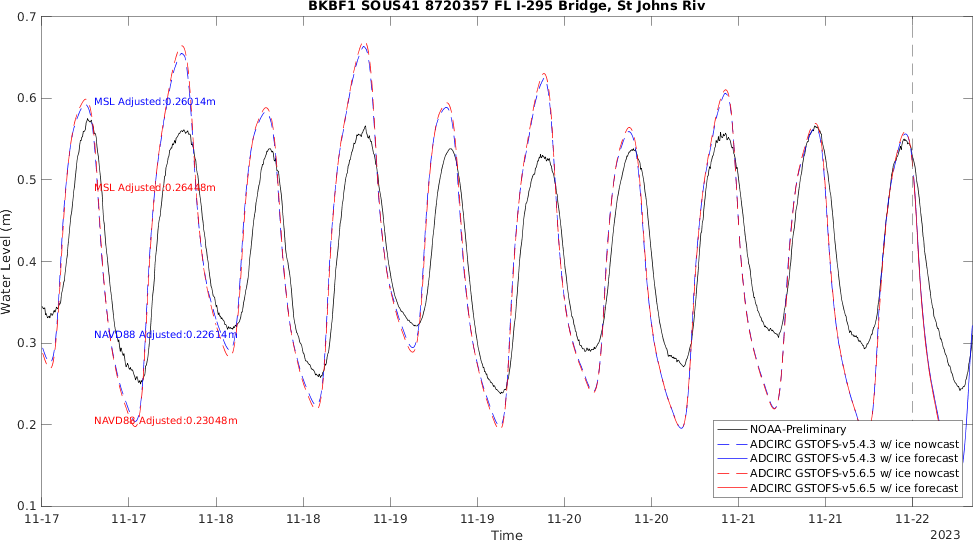 BKBF1 SOUS41 8720357 FL I-295 Bridge, St Johns Riv
0.7
0.6
0.5
0.4
0.3
0.2
0.1
Water Level (m)
MSL Adjusted:0.26014m
MSL Adjusted:0.26448m
NAVD88 Adjusted:0.22614m
NAVD88 Adjusted:0.23048m
NOAA-Preliminary
ADCIRC GSTOFS-v5.4.3 w/ ice nowcast
ADCIRC GSTOFS-v5.4.3 w/ ice forecast
ADCIRC GSTOFS-v5.6.5 w/ ice nowcast
ADCIRC GSTOFS-v5.6.5 w/ ice forecast
11-17 11-17 11-18 11-18 11-19 11-19 11-20 11-20 11-21 11-21 11-22
Time
2023